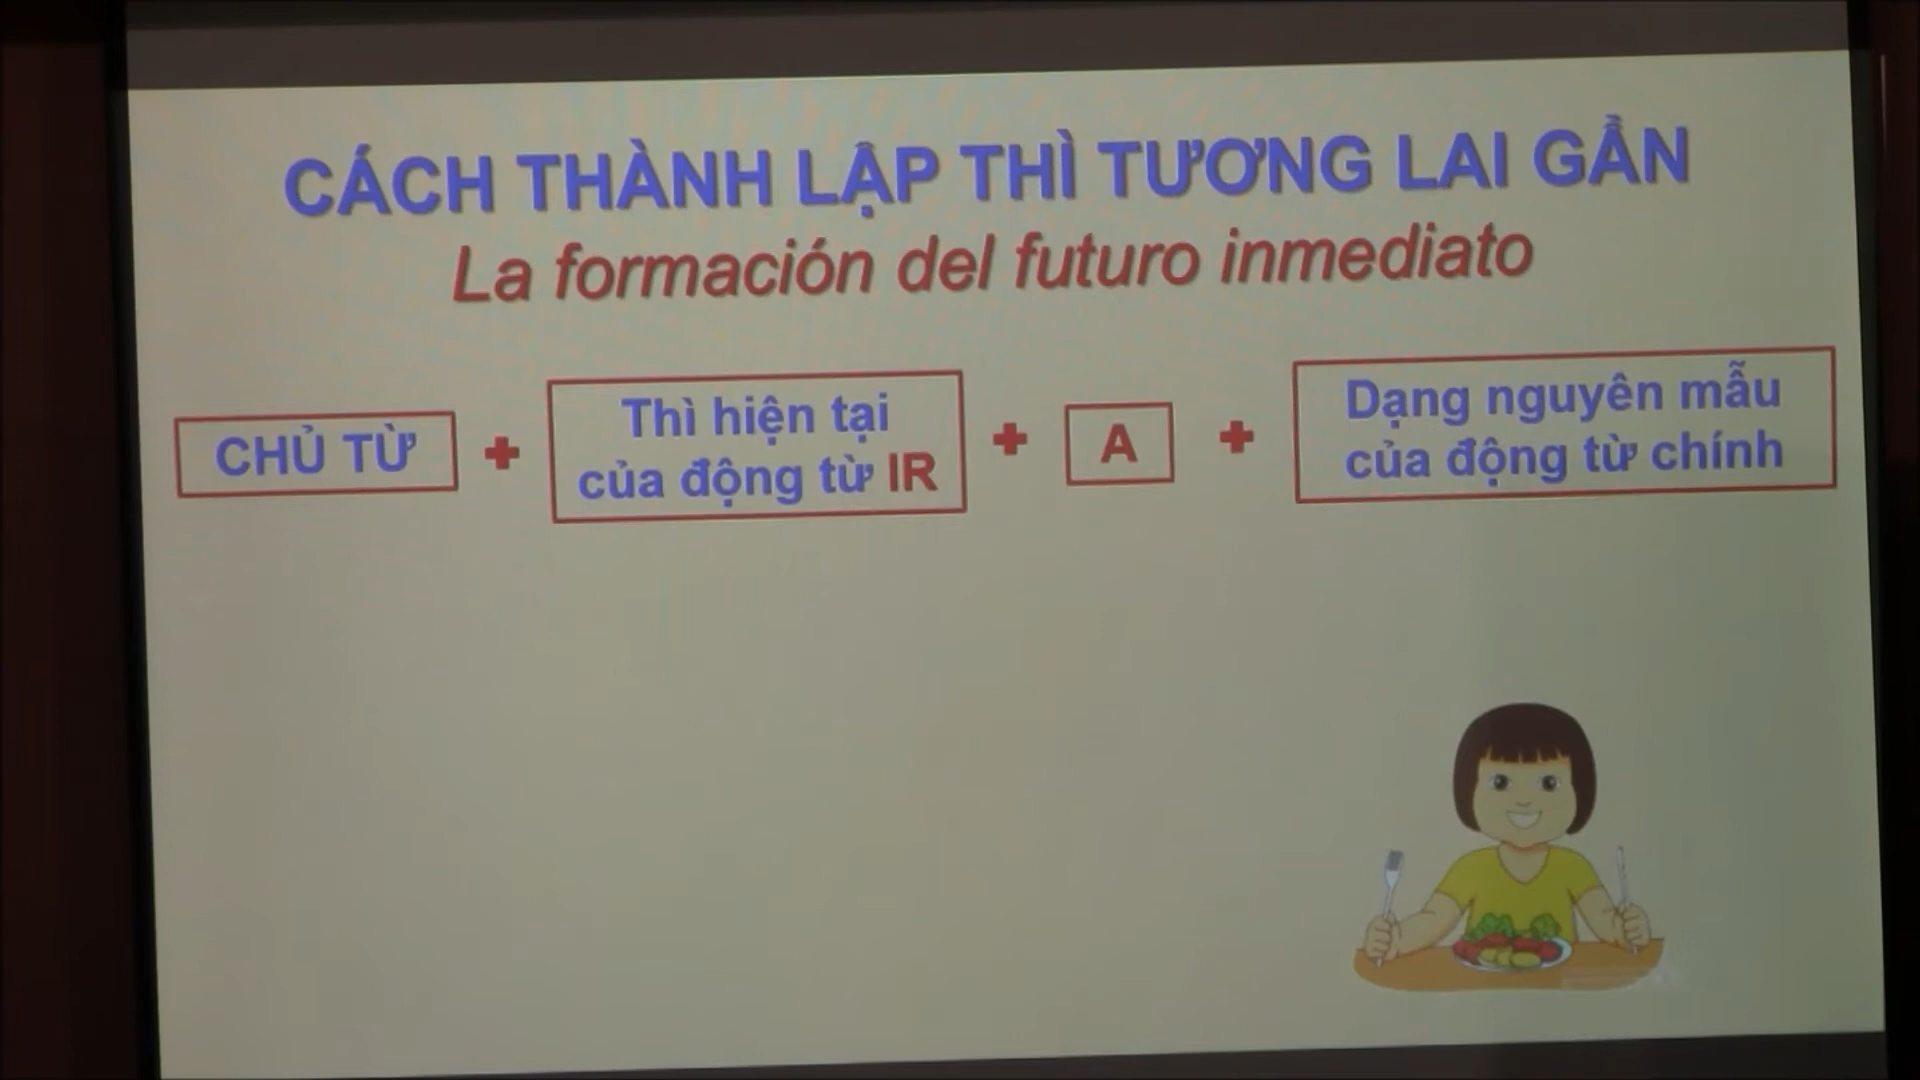 CÁCH THÀNH LẬP THÌ TƯƠNG LAI GẦN
La formación del futuro inmediato
CHỦ TỪ + Thì hiện tại của động từ IR + A + Dạng nguyên mẫu của động từ chính